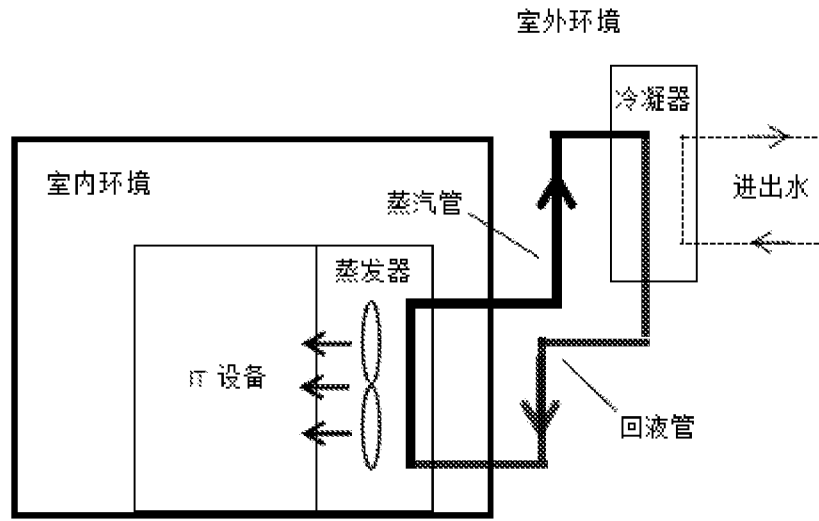 室外环境
冷凝器
室内环境
蒸汽管
进出水
蒸发器
IT 设备
回液管